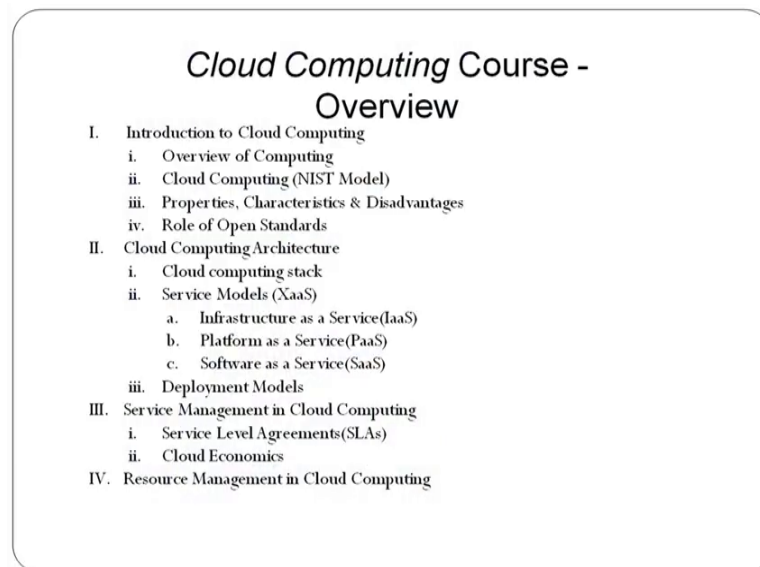 Cloud Computing Course -
Overview
I. Introduction to Cloud Computing
i. Overview of Computing
ii. Cloud Computing (NIST Model)
iii. Properties, Characteristics & Disadvantages
iv. Role of Open Standards
II. Cloud Computing Architecture
i. Cloud computing stack
ii. Service Models (XaaS)
a. Infrastructure as a Service(IaaS)
b. Platform as a Service(PaaS)
c. Software as a Service(SaaS)
iii. Deployment Models
III. Service Management in Cloud Computing
i. Service Level Agreements(SLAs)
ii. Cloud Economics
IV. Resource Management in Cloud Computing